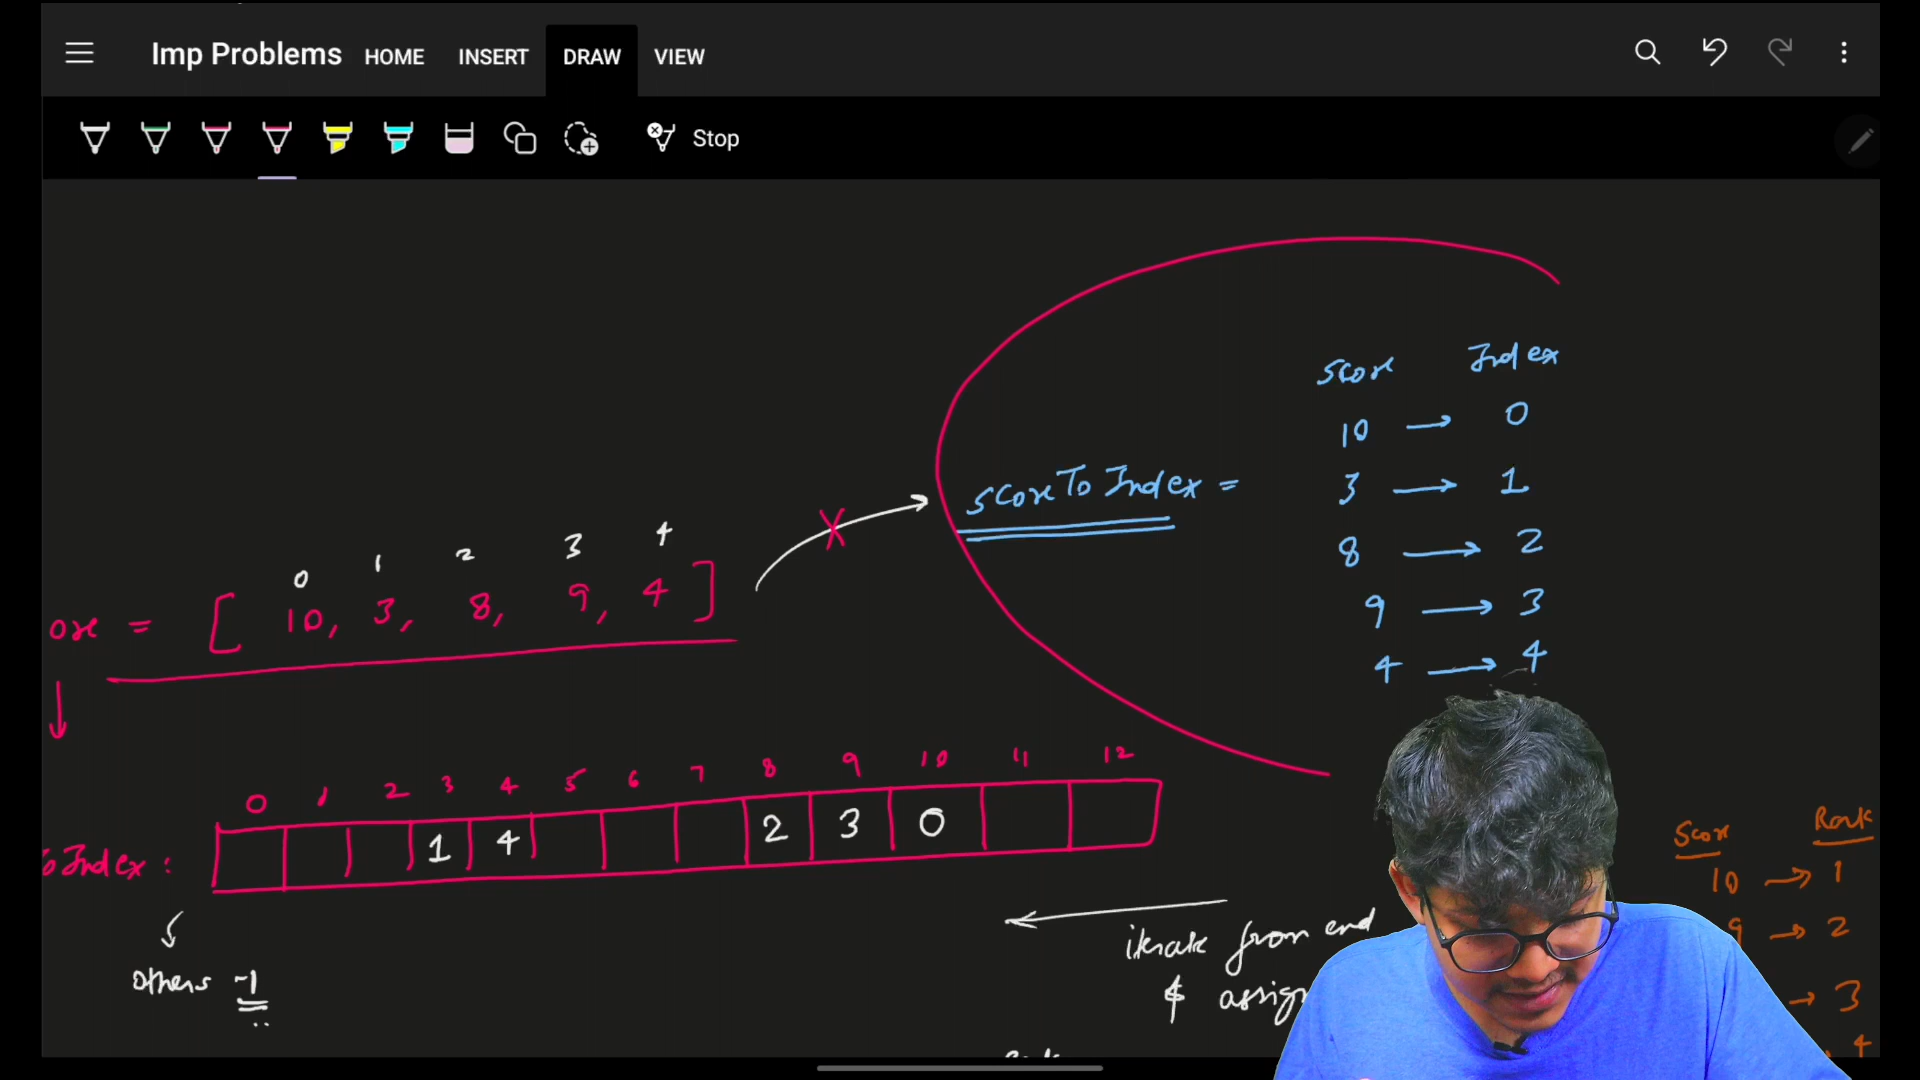 Imp Problems HOME INSERT DRAW VIEW
Stop
Score Index
10 → 0
3 → 1
8 → 2
9 → 3
4 → 4
ScoreToIndex =
0 1 2 3 4
ore = [ 10, 3, 8, 9, 4 ]
X
0 1 2 3 4 5 6 7 8 9 10 11 12
1 4 2 3 0
oIndex :
others -1
iterate from end
& assign
Score Rank
10 → 1
9 → 2
→ 3
4